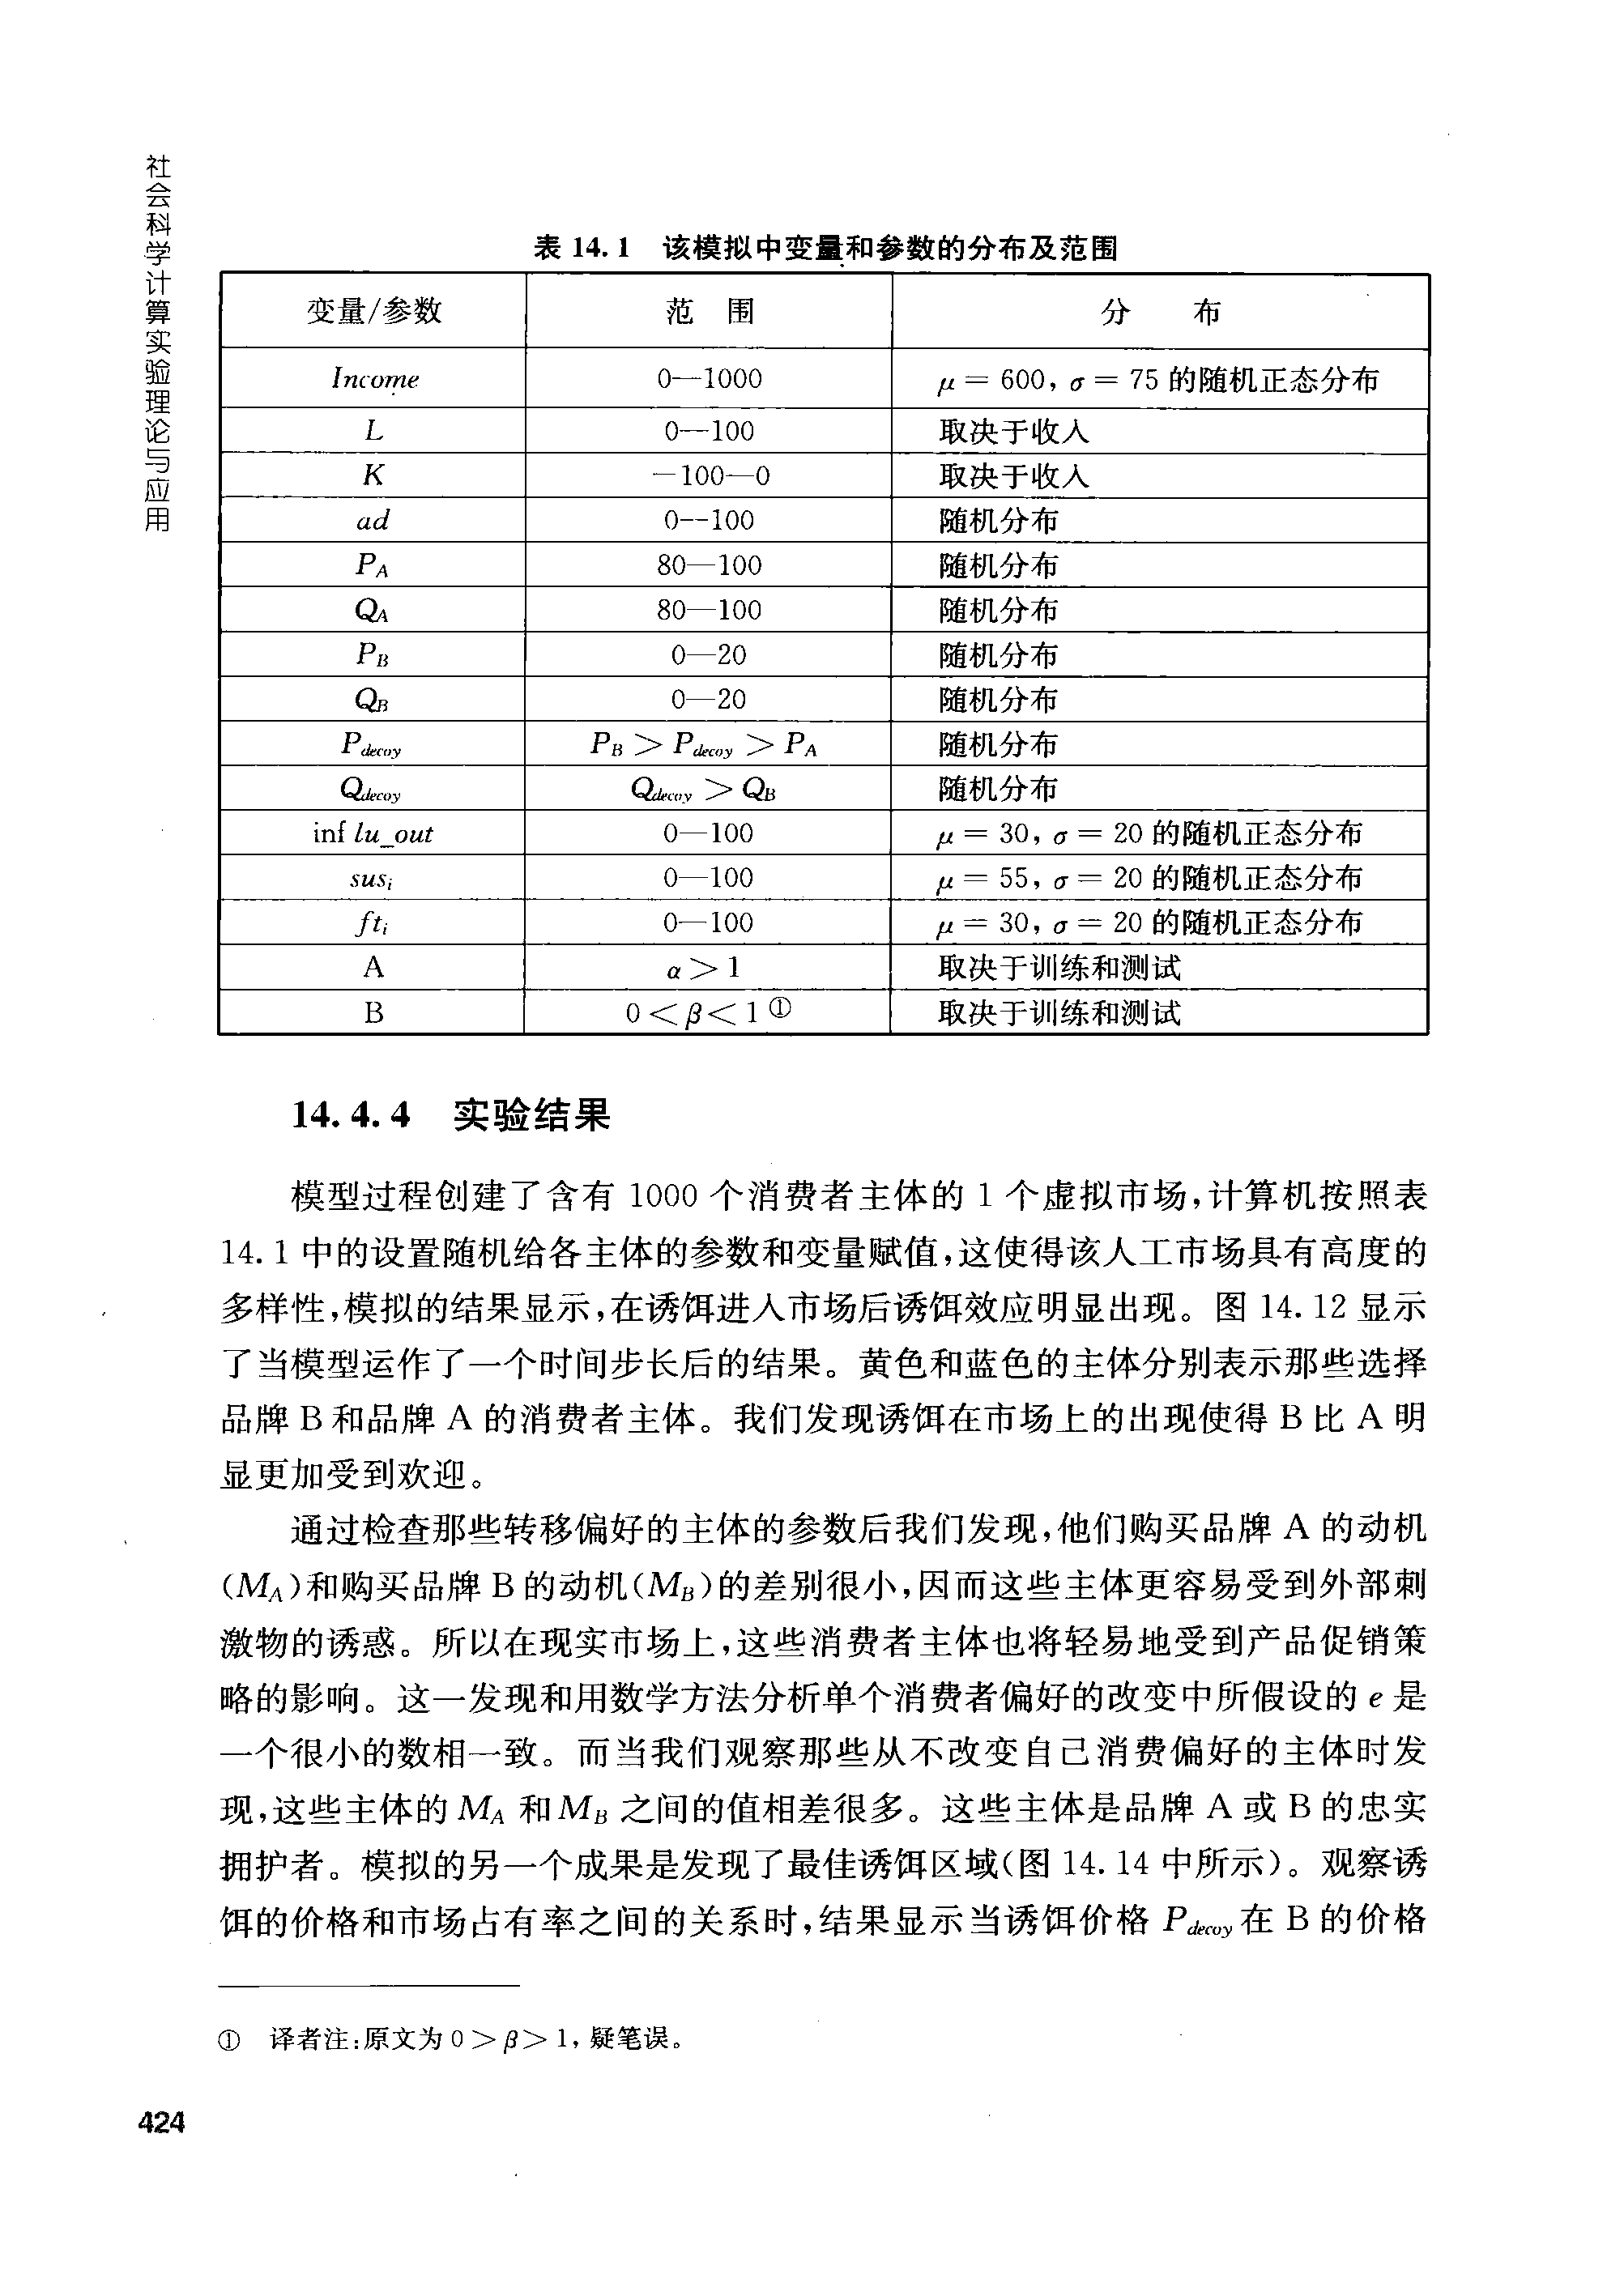 社会科学计算实验理论与应用
表 14.1 该模拟中变量和参数的分布及范围
变量/参数 范 围 分 布
Income 0—1000 μ = 600, σ = 75 的随机正态分布
L 0—100 取决于收入
K －100—0 取决于收入
ad 0—100 随机分布
P_A 80—100 随机分布
Q_A 80—100 随机分布
P_B 0—20 随机分布
Q_B 0—20 随机分布
P_decoy P_B > P_decoy > P_A 随机分布
Q_decoy Q_decoy > Q_B 随机分布
inf lu_out 0—100 μ = 30, σ = 20 的随机正态分布
sus_i 0—100 μ = 55, σ = 20 的随机正态分布
ft_i 0—100 μ = 30, σ = 20 的随机正态分布
A α > 1 取决于训练和测试
B 0 < β < 1 ① 取决于训练和测试
14.4.4 实验结果
模型过程创建了含有 1000 个消费者主体的 1 个虚拟市场,计算机按照表
14.1 中的设置随机给各主体的参数和变量赋值,这使得该人工市场具有高度的
多样性,模拟的结果显示,在诱饵进入市场后诱饵效应明显出现。图 14.12 显示
了当模型运作了一个时间步长后的结果。黄色和蓝色的主体分别表示那些选择
品牌 B 和品牌 A 的消费者主体。我们发现诱饵在市场上的出现使得 B 比 A 明
显更加受到欢迎。
通过检查那些转移偏好的主体的参数后我们发现,他们购买品牌 A 的动机
(M_A)和购买品牌 B 的动机(M_B)的差别很小,因而这些主体更容易受到外部刺
激物的诱惑。所以在现实市场上,这些消费者主体也将轻易地受到产品促销策
略的影响。这一发现和用数学方法分析单个消费者偏好的改变中所假设的 e 是
一个很小的数相一致。而当我们观察那些从不改变自己消费偏好的主体时发
现,这些主体的 M_A 和 M_B 之间的值相差很多。这些主体是品牌 A 或 B 的忠实
拥护者。模拟的另一个成果是发现了最佳诱饵区域(图 14.14 中所示)。观察诱
饵的价格和市场占有率之间的关系时,结果显示当诱饵价格 P_decoy 在 B 的价格
① 译者注:原文为 0 > β > 1, 疑笔误。
424